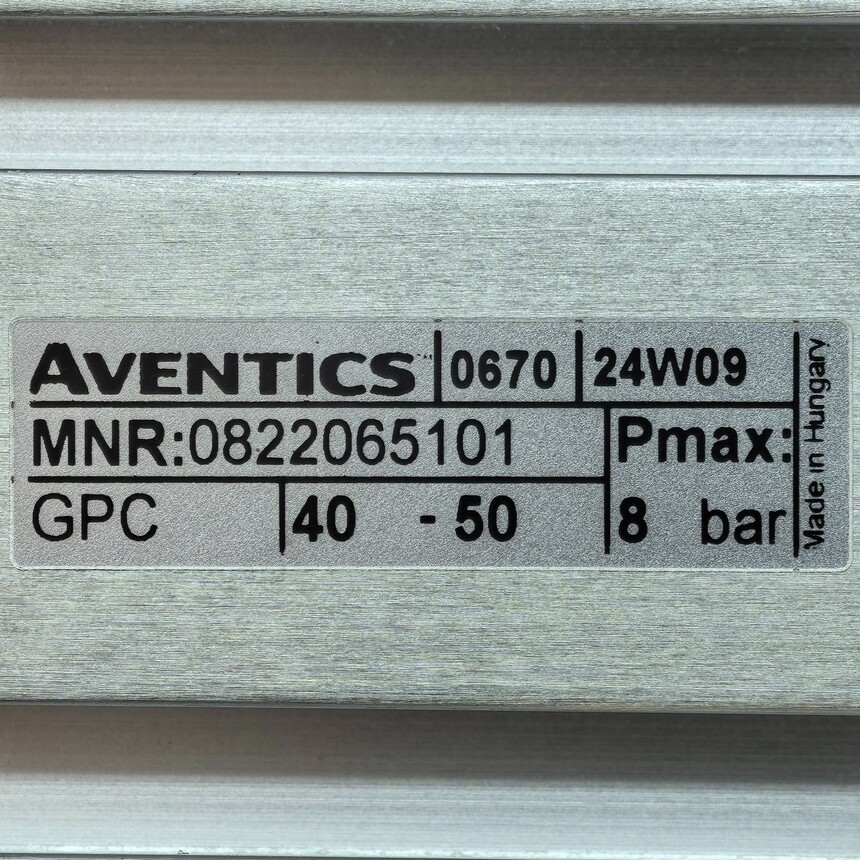 AVENTICS 0670 24W09
MNR:0822065101 Pmax:
GPC 40 - 50 8 bar
Made in Hungary